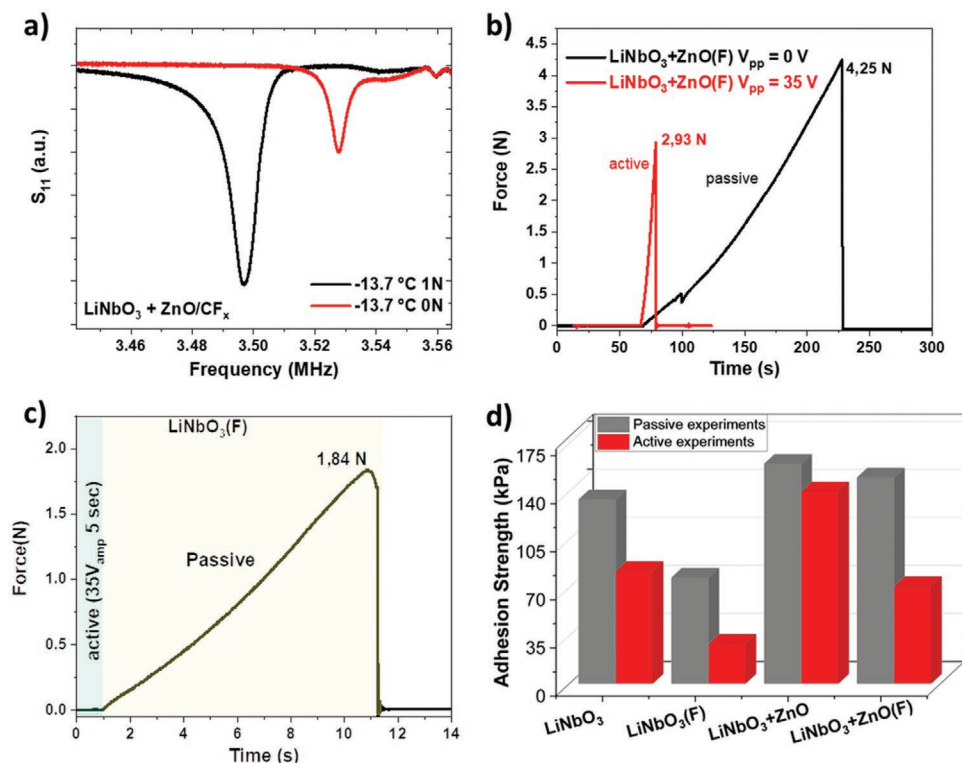 a)
S₁₁ (a.u.)
-13.7 ºC 1N
-13.7 ºC 0N
LiNbO₃ + ZnO/CFₓ
3.46 3.48 3.50 3.52 3.54 3.56
Frequency (MHz)
b)
LiNbO₃+ZnO(F) Vₚₚ = 0 V
LiNbO₃+ZnO(F) Vₚₚ = 35 V
4,25 N
2,93 N
active
passive
Force (N)
4.5
4
3.5
3
2.5
2
1.5
1
0.5
0
0 50 100 150 200 250 300
Time (s)
c)
LiNbO₃(F)
1,84 N
active (35Vₐₘₚ 5 sec)
Passive
Force(N)
2.0
1.5
1.0
0.5
0.0
0 2 4 6 8 10 12 14
Time (s)
d)
Passive experiments
Active experiments
Adhesion Strength (kPa)
175
140
105
70
35
0
LiNbO₃
LiNbO₃(F)
LiNbO₃+ZnO
LiNbO₃+ZnO(F)